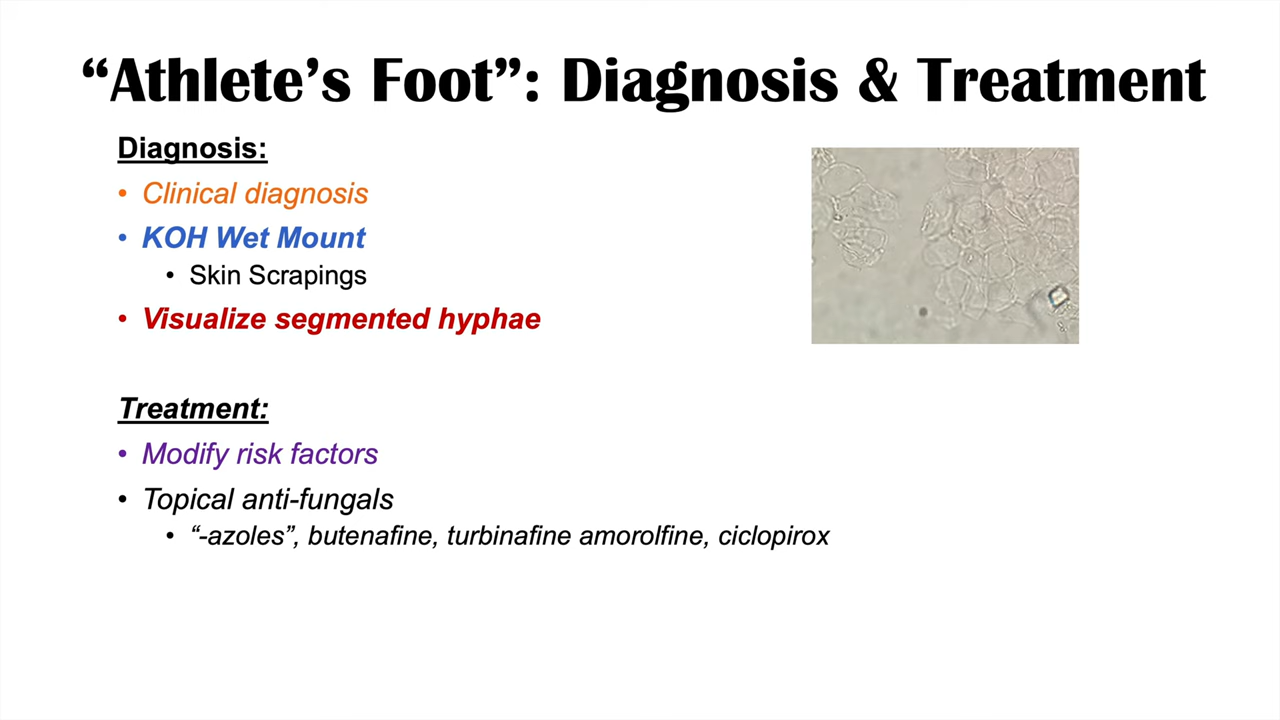 “Athlete’s Foot”: Diagnosis & Treatment
Diagnosis:
• Clinical diagnosis
• KOH Wet Mount
• Skin Scrapings
• Visualize segmented hyphae
Treatment:
• Modify risk factors
• Topical anti-fungals
• “-azoles”, butenafine, turbinafine amorolfine, ciclopirox